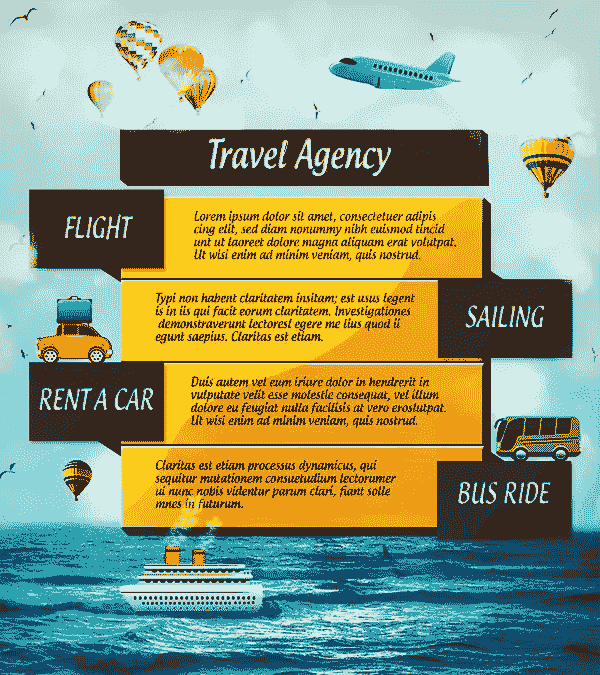 Travel Agency
FLIGHT
Lorem ipsum dolor sit amet, consectetuer adipis
cing elit, sed diam nonummy nibh euismod tincid
unt ut laoreet dolore magna aliquam erat volutpat.
Ut wisi enim ad minim veniam, quis nostrud.
Typi non habent claritatem insitam; est usus legent
is in iis qui facit eorum claritatem. Investigationes
demonstraverunt lectoresl egere me lius quod ii
egunt saepius. Claritas est etiam.
SAILING
RENT A CAR
Duis autem vel eum iriure dolor in hendrerit in
vulputate velit esse molestie consequat, vel illum
dolore eu feugiat nulla facilisis at vero eroslutpat.
Ut wisi enim ad minim veniam, quis nostrud.
Claritas est etiam processus dynamicus, qui
sequitur mutationem consuetudium lectorumer
ui nunc nobis videntur parum clari, fiant solle
mnes in futurum.
BUS RIDE